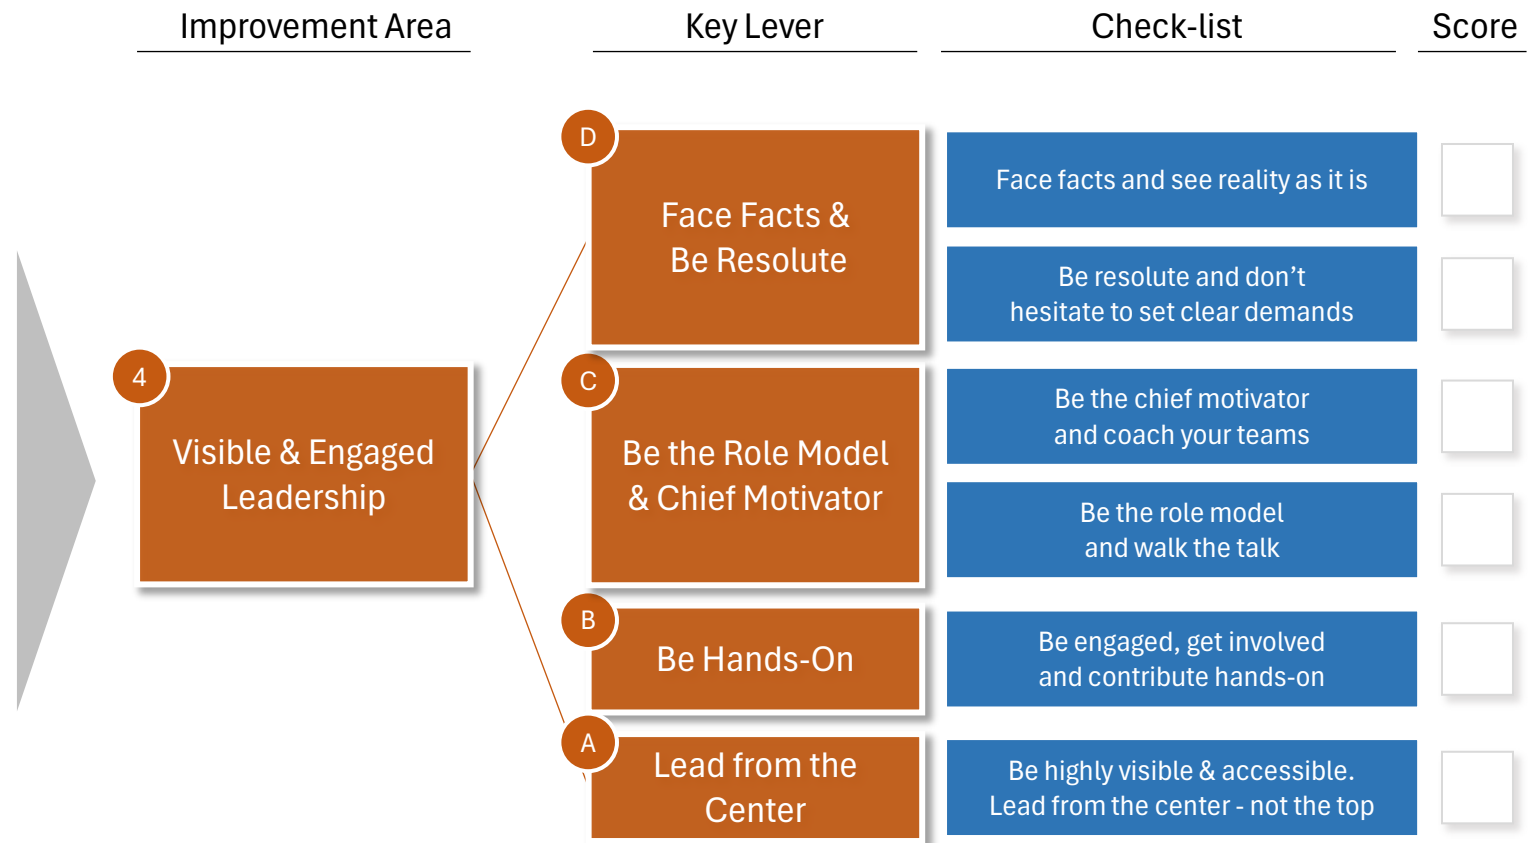 Improvement Area
Key Lever
Check-list
Score
4
Visible & Engaged
Leadership
D
Face Facts &
Be Resolute
Face facts and see reality as it is
Be resolute and don’t
hesitate to set clear demands
C
Be the Role Model
& Chief Motivator
Be the chief motivator
and coach your teams
Be the role model
and walk the talk
B
Be Hands-On
Be engaged, get involved
and contribute hands-on
A
Lead from the
Center
Be highly visible & accessible.
Lead from the center - not the top